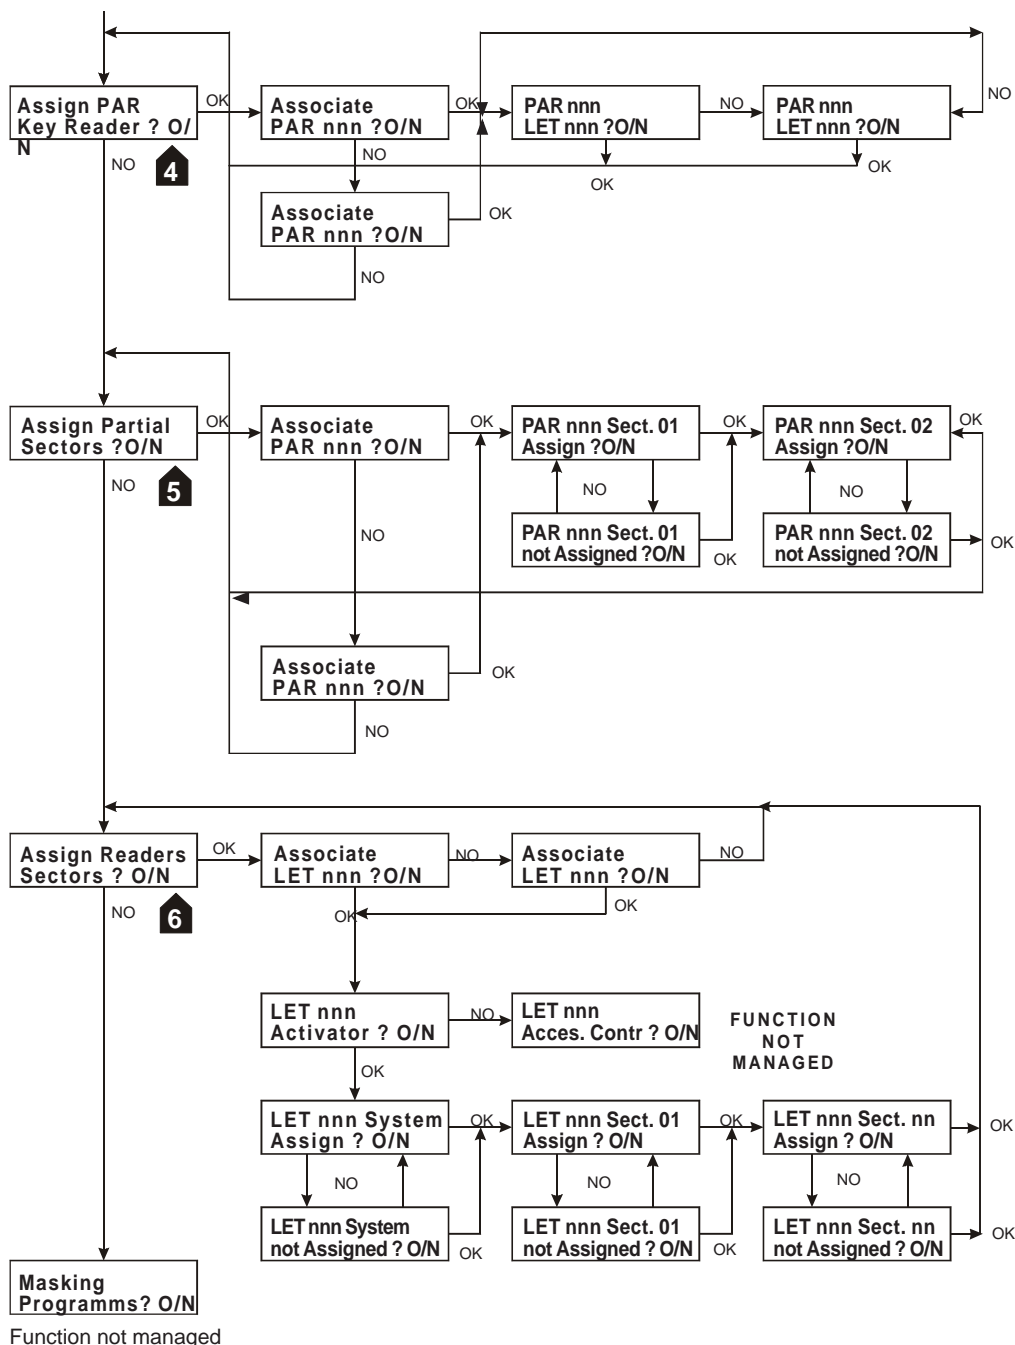 Assign PAR
Key Reader ? O/
N
OK
Associate
PAR nnn ?O/N
OK
PAR nnn
LET nnn ?O/N
NO
PAR nnn
LET nnn ?O/N
NO
NO
4
NO
OK
OK
Associate
PAR nnn ?O/N
OK
NO
Assign Partial
Sectors ?O/N
OK
Associate
PAR nnn ?O/N
OK
PAR nnn Sect. 01
Assign ?O/N
OK
PAR nnn Sect. 02
Assign ?O/N
OK
NO
5
NO
NO
NO
PAR nnn Sect. 01
not Assigned ?O/N
OK
PAR nnn Sect. 02
not Assigned ?O/N
OK
Associate
PAR nnn ?O/N
OK
NO
Assign Readers
Sectors ? O/N
OK
Associate
LET nnn ?O/N
NO
Associate
LET nnn ?O/N
NO
NO
6
OK
OK
LET nnn
Activator ? O/N
NO
LET nnn
Acces. Contr ? O/N
FUNCTION
NOT
MANAGED
OK
LET nnn System
Assign ? O/N
OK
LET nnn Sect. 01
Assign ? O/N
OK
LET nnn Sect. nn
Assign ? O/N
OK
NO
NO
NO
LET nnn System
not Assigned ? O/N
OK
LET nnn Sect. 01
not Assigned ? O/N
OK
LET nnn Sect. nn
not Assigned ? O/N
OK
Masking
Programms? O/N
Function not managed